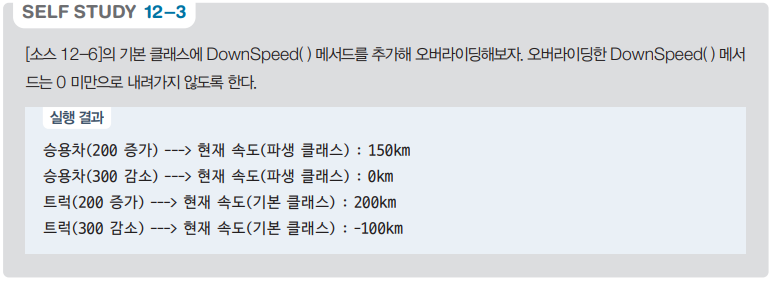 SELF STUDY 12-3
[소스 12-6]의 기본 클래스에 DownSpeed( ) 메서드를 추가해 오버라이딩해보자. 오버라이딩한 DownSpeed( ) 메서
드는 0 미만으로 내려가지 않도록 한다.
실행 결과
승용차(200 증가) ---> 현재 속도(파생 클래스) : 150km
승용차(300 감소) ---> 현재 속도(파생 클래스) : 0km
트럭(200 증가) ---> 현재 속도(기본 클래스) : 200km
트럭(300 감소) ---> 현재 속도(기본 클래스) : -100km